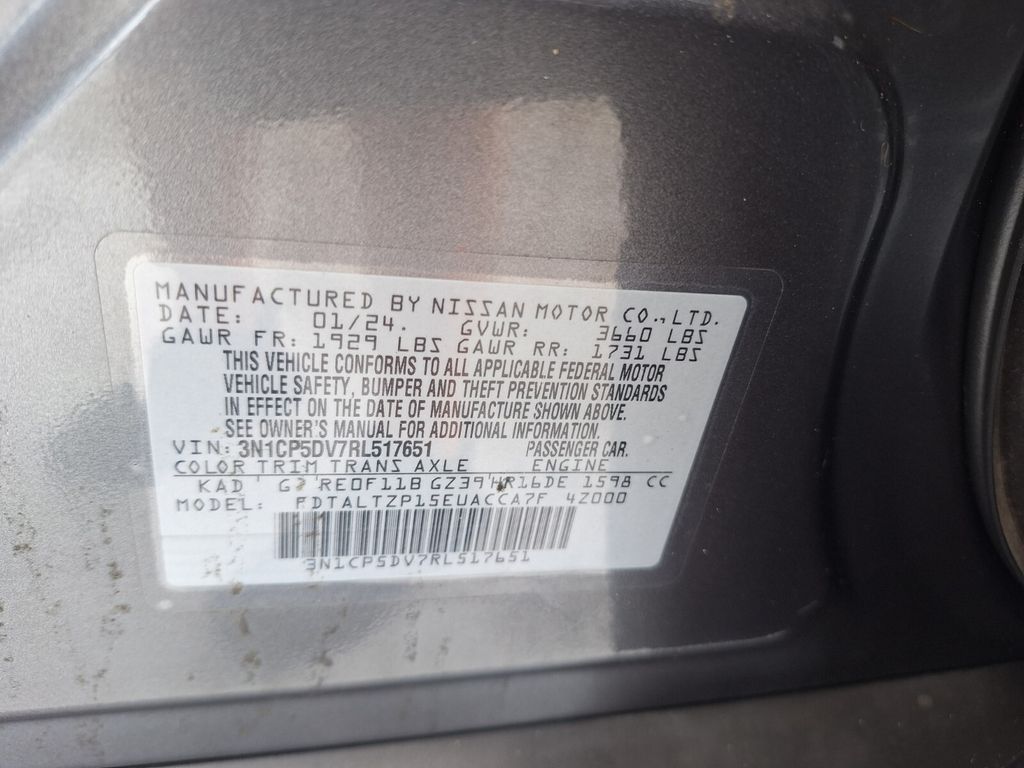 MANUFACTURED BY NISSAN MOTOR CO.,LTD.
DATE: 01/24. GVWR: 3660 LBS
GAWR FR: 1929 LBS GAWR RR: 1731 LBS
THIS VEHICLE CONFORMS TO ALL APPLICABLE FEDERAL MOTOR
VEHICLE SAFETY, BUMPER AND THEFT PREVENTION STANDARDS
IN EFFECT ON THE DATE OF MANUFACTURE SHOWN ABOVE.
SEE OWNER'S MANUAL FOR ADDITIONAL INFORMATION.
VIN: 3N1CP5DV7RL517651 PASSENGER CAR.
COLOR TRIM TRANS AXLE ENGINE
KAD RE0F11B GZ39 HR16DE 1598 CC
MODEL: FDTALTZP15EUACCA7F 4Z000
3N1CP5DV7RL517651